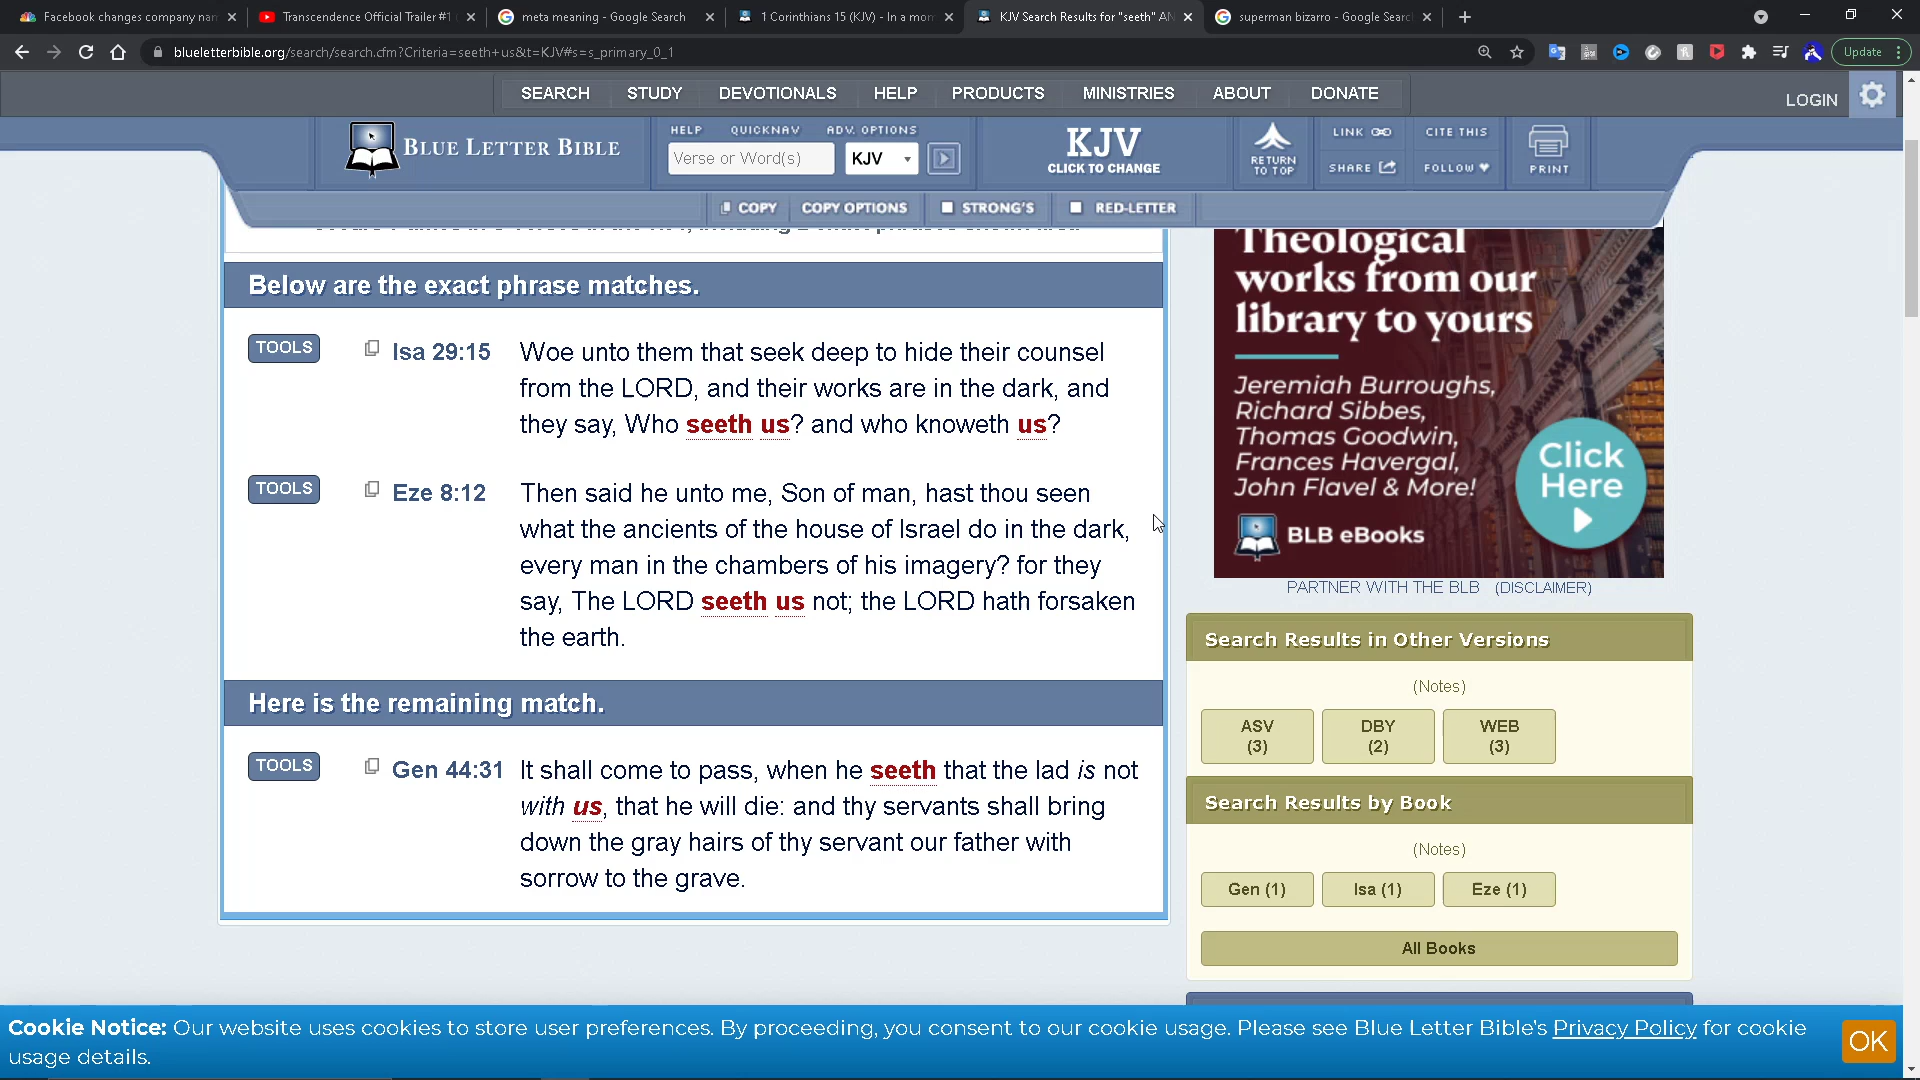 Facebook changes company nam
Transcendence Official Trailer #1 (
meta meaning - Google Search
1 Corinthians 15 (KJV) - In a mom
KJV Search Results for "seeth" AN
superman bizarro - Google Searc
blueletterbible.org/search/search.cfm?Criteria=seeth+us&t=KJV#s=s_primary_0_1
Update
SEARCH STUDY DEVOTIONALS HELP PRODUCTS MINISTRIES ABOUT DONATE
LOGIN
BLUE LETTER BIBLE
HELP QUICKNAV ADV. OPTIONS
Verse or Word(s)
KJV
KJV
CLICK TO CHANGE
RETURN
TO TOP
LINK
CITE THIS
SHARE
FOLLOW
PRINT
COPY COPY OPTIONS STRONG'S RED-LETTER
Below are the exact phrase matches.
TOOLS
Isa 29:15
Woe unto them that seek deep to hide their counsel
from the LORD, and their works are in the dark, and
they say, Who seeth us? and who knoweth us?
TOOLS
Eze 8:12
Then said he unto me, Son of man, hast thou seen
what the ancients of the house of Israel do in the dark,
every man in the chambers of his imagery? for they
say, The LORD seeth us not; the LORD hath forsaken
the earth.
Here is the remaining match.
TOOLS
Gen 44:31
It shall come to pass, when he seeth that the lad is not
with us, that he will die: and thy servants shall bring
down the gray hairs of thy servant our father with
sorrow to the grave.
Theological
works from our
library to yours
Jeremiah Burroughs,
Richard Sibbes,
Thomas Goodwin,
Frances Havergal,
John Flavel & More!
Click
Here
BLB eBooks
PARTNER WITH THE BLB (DISCLAIMER)
Search Results in Other Versions
(Notes)
ASV
(3)
DBY
(2)
WEB
(3)
Search Results by Book
(Notes)
Gen (1)
Isa (1)
Eze (1)
All Books
Cookie Notice: Our website uses cookies to store user preferences. By proceeding, you consent to our cookie usage. Please see Blue Letter Bible's Privacy Policy for cookie
usage details.
OK